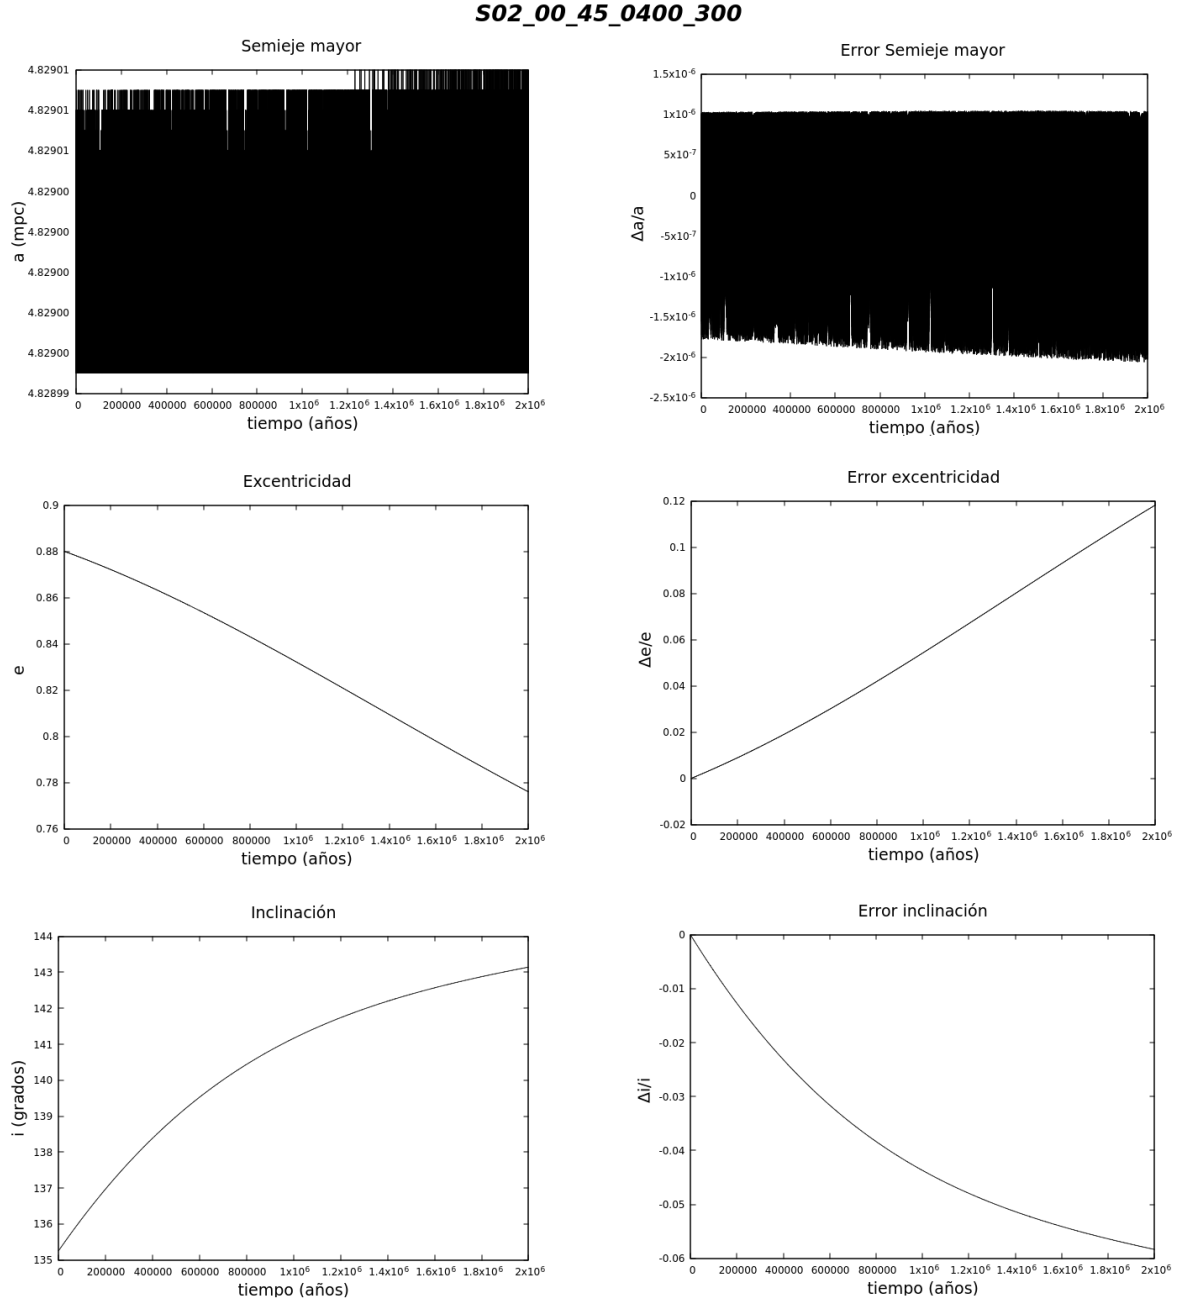 S02_00_45_0400_300
Semieje mayor
4.82901
4.82901
4.82901
4.82900
4.82900
4.82900
4.82900
4.82900
4.82899
a (mpc)
0 200000 400000 600000 800000 1x10⁶ 1.2x10⁶ 1.4x10⁶ 1.6x10⁶ 1.8x10⁶ 2x10⁶
tiempo (años)
Error Semieje mayor
1.5x10⁻⁶
1x10⁻⁶
5x10⁻⁷
0
-5x10⁻⁷
-1x10⁻⁶
-1.5x10⁻⁶
-2x10⁻⁶
-2.5x10⁻⁶
Δa/a
0 200000 400000 600000 800000 1x10⁶ 1.2x10⁶ 1.4x10⁶ 1.6x10⁶ 1.8x10⁶ 2x10⁶
tiempo (años)
Excentricidad
0.9
0.88
0.86
0.84
0.82
0.8
0.78
0.76
e
0 200000 400000 600000 800000 1x10⁶ 1.2x10⁶ 1.4x10⁶ 1.6x10⁶ 1.8x10⁶ 2x10⁶
tiempo (años)
Error excentricidad
0.12
0.1
0.08
0.06
0.04
0.02
0
-0.02
Δe/e
0 200000 400000 600000 800000 1x10⁶ 1.2x10⁶ 1.4x10⁶ 1.6x10⁶ 1.8x10⁶ 2x10⁶
tiempo (años)
Inclinación
144
143
142
141
140
139
138
137
136
135
i (grados)
0 200000 400000 600000 800000 1x10⁶ 1.2x10⁶ 1.4x10⁶ 1.6x10⁶ 1.8x10⁶ 2x10⁶
tiempo (años)
Error inclinación
0
-0.01
-0.02
-0.03
-0.04
-0.05
-0.06
Δi/i
0 200000 400000 600000 800000 1x10⁶ 1.2x10⁶ 1.4x10⁶ 1.6x10⁶ 1.8x10⁶ 2x10⁶
tiempo (años)